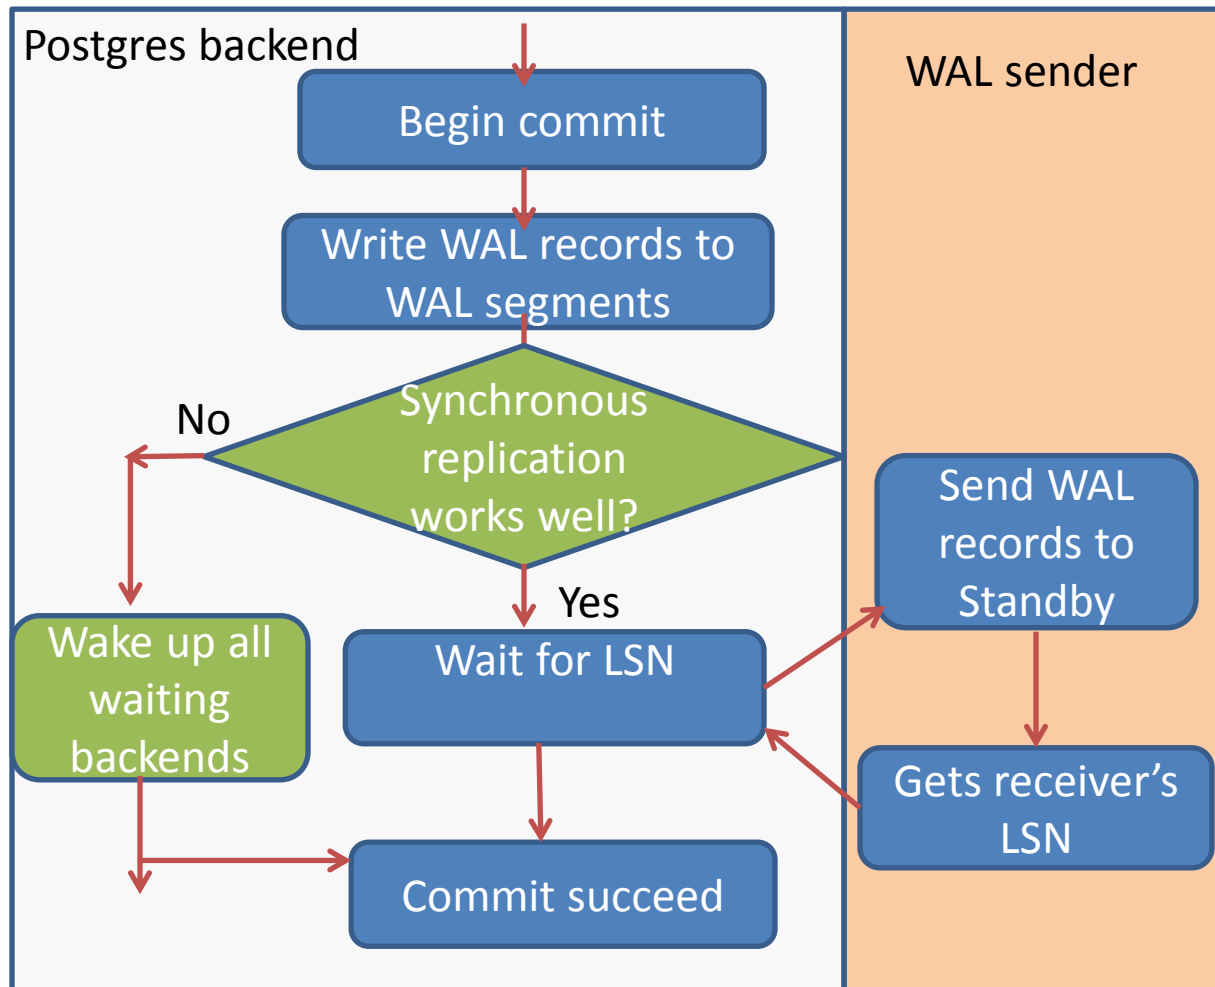 Postgres backend
WAL sender
Begin commit
Write WAL records to
WAL segments
Synchronous
replication
works well?
No
Yes
Wake up all
waiting
backends
Wait for LSN
Send WAL
records to
Standby
Gets receiver’s
LSN
Commit succeed